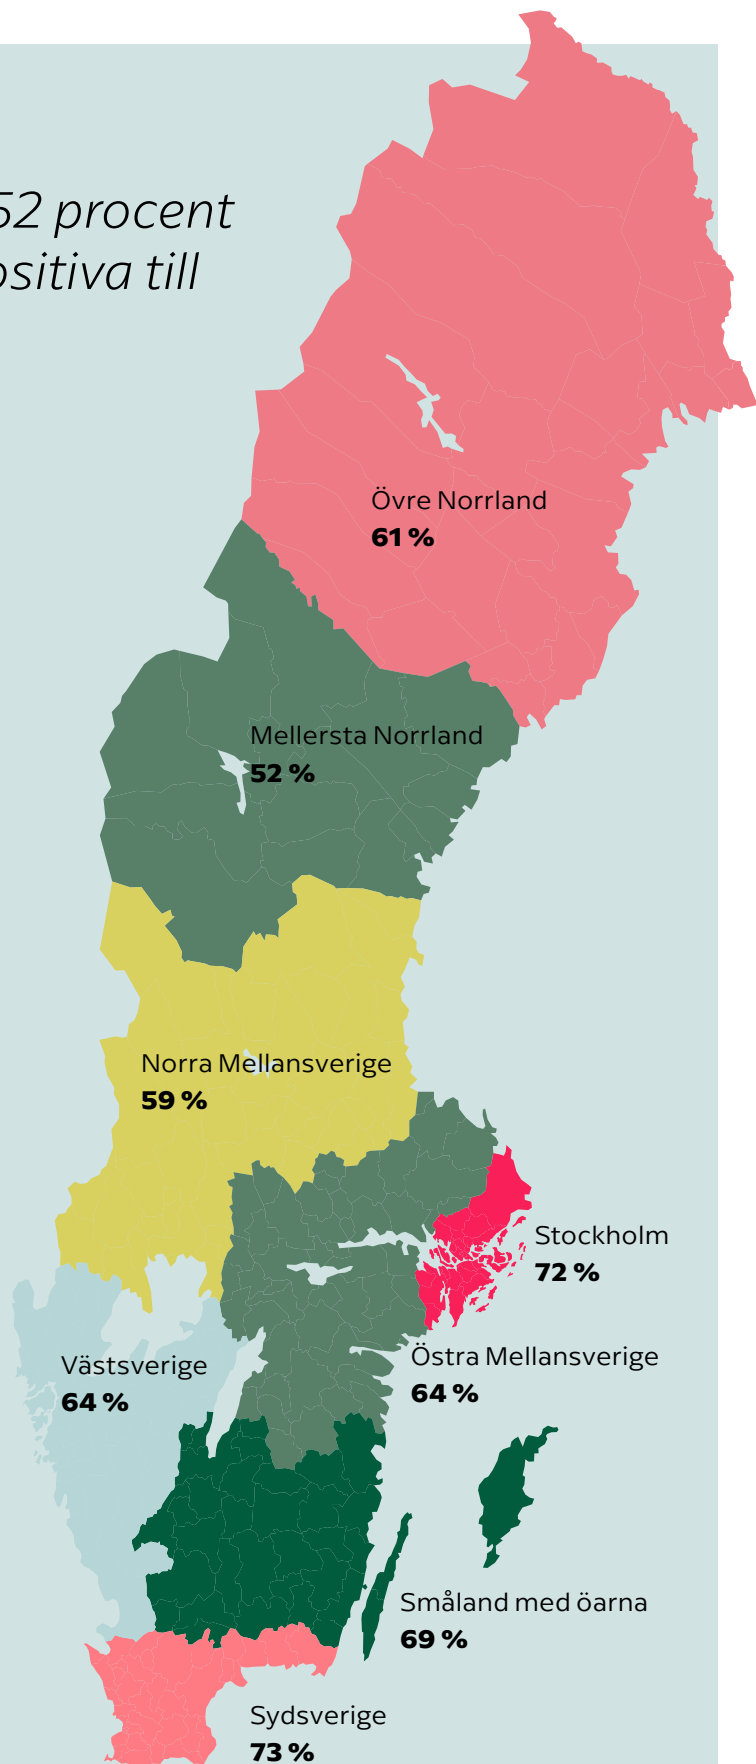 52 procent
ositiva till
Övre Norrland
61 %
Mellersta Norrland
52 %
Norra Mellansverige
59 %
Stockholm
72 %
Östra Mellansverige
64 %
Västsverige
64 %
Småland med öarna
69 %
Sydsverige
73 %